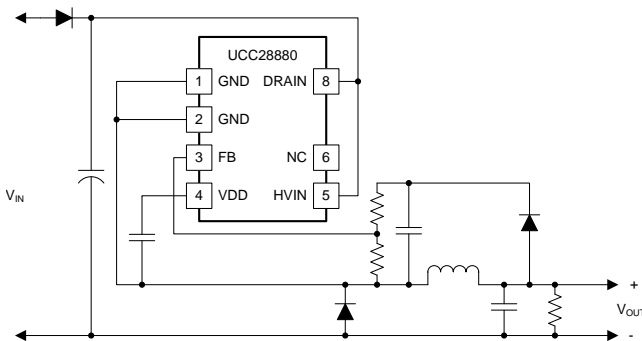 UCC28880
1 GND DRAIN 8
2 GND
3 FB NC 6
4 VDD HVIN 5
VIN
+
VOUT
-